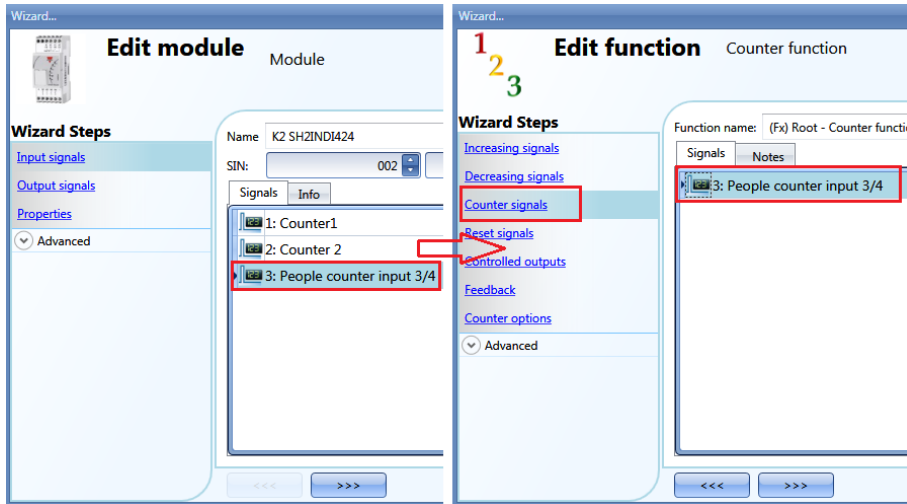 Wizard...
Edit module
Module
Wizard Steps
Input signals
Output signals
Properties
Advanced
Name K2 SH2INDI424
SIN: 002
Signals Info
1: Counter1
2: Counter 2
3: People counter input 3/4
<<< >>>
Wizard...
1
2
3
Edit function
Counter function
Wizard Steps
Increasing signals
Decreasing signals
Counter signals
Reset signals
Controlled outputs
Feedback
Counter options
Advanced
Function name: (Fx) Root - Counter functi
Signals Notes
3: People counter input 3/4
<<< >>>